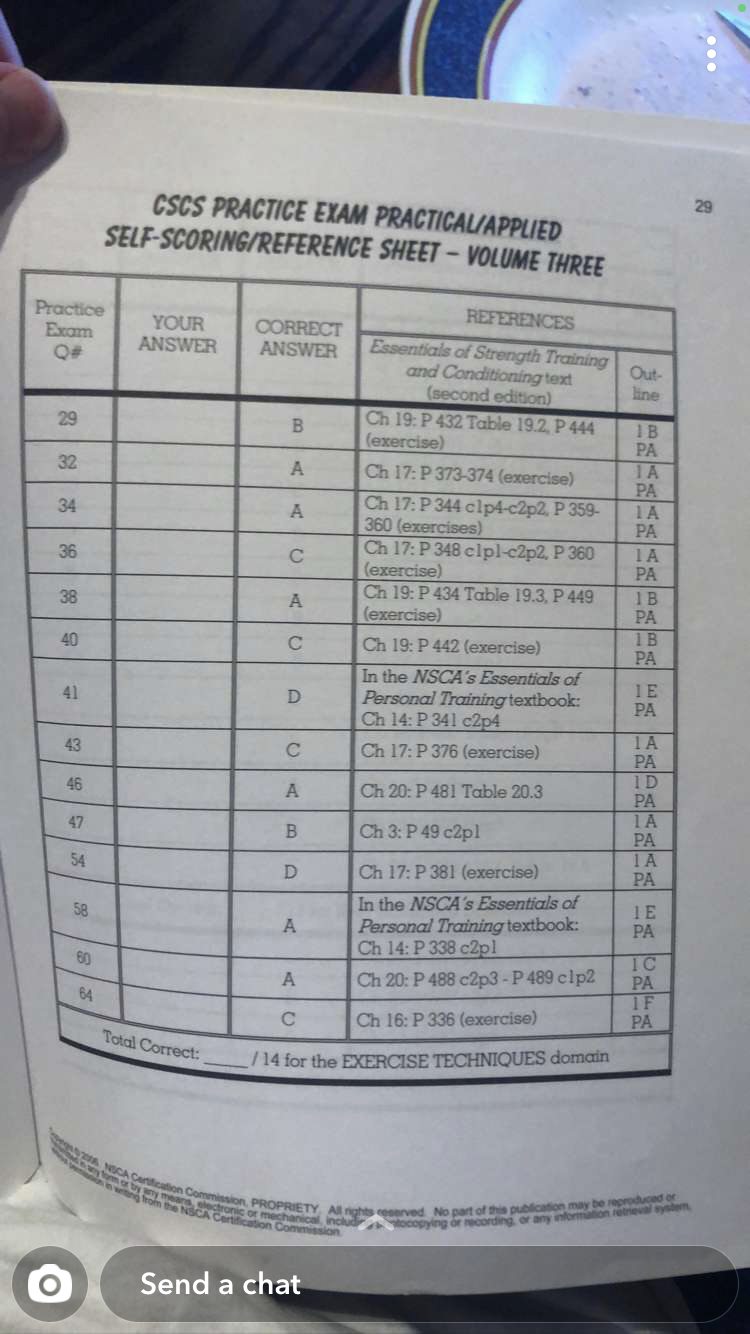 29
CSCS PRACTICE EXAM PRACTICAL/APPLIED
SELF-SCORING/REFERENCE SHEET – VOLUME THREE
Practice
Exam
Q#
YOUR
ANSWER
CORRECT
ANSWER
REFERENCES
Essentials of Strength Training
and Conditioning text
(second edition)
Out-
line
29
B
Ch 19: P 432 Table 19.2, P 444
(exercise)
1 B
PA
32
A
Ch 17: P 373-374 (exercise)
1 A
PA
34
A
Ch 17: P 344 c1p4-c2p2, P 359-
360 (exercises)
1 A
PA
36
C
Ch 17: P 348 c1p1-c2p2, P 360
(exercise)
1 A
PA
38
A
Ch 19: P 434 Table 19.3, P 449
(exercise)
1 B
PA
40
C
Ch 19: P 442 (exercise)
1 B
PA
41
D
In the NSCA's Essentials of
Personal Training textbook:
Ch 14: P 341 c2p4
1 E
PA
43
C
Ch 17: P 376 (exercise)
1 A
PA
46
A
Ch 20: P 481 Table 20.3
1 D
PA
47
B
Ch 3: P 49 c2p1
1 A
PA
54
D
Ch 17: P 381 (exercise)
1 A
PA
58
A
In the NSCA's Essentials of
Personal Training textbook:
Ch 14: P 338 c2p1
1 E
PA
60
A
Ch 20: P 488 c2p3 - P 489 c1p2
1 C
PA
64
C
Ch 16: P 336 (exercise)
1 F
PA
Total Correct: _____ / 14 for the EXERCISE TECHNIQUES domain
Copyright © 2006 NSCA Certification Commission, PROPRIETY. All rights reserved. No part of this publication may be reproduced or
transmitted in any form or by any means, electronic or mechanical, or recording, or any information retrieval system,
without permission in writing from the NSCA Certification Commission.
Send a chat